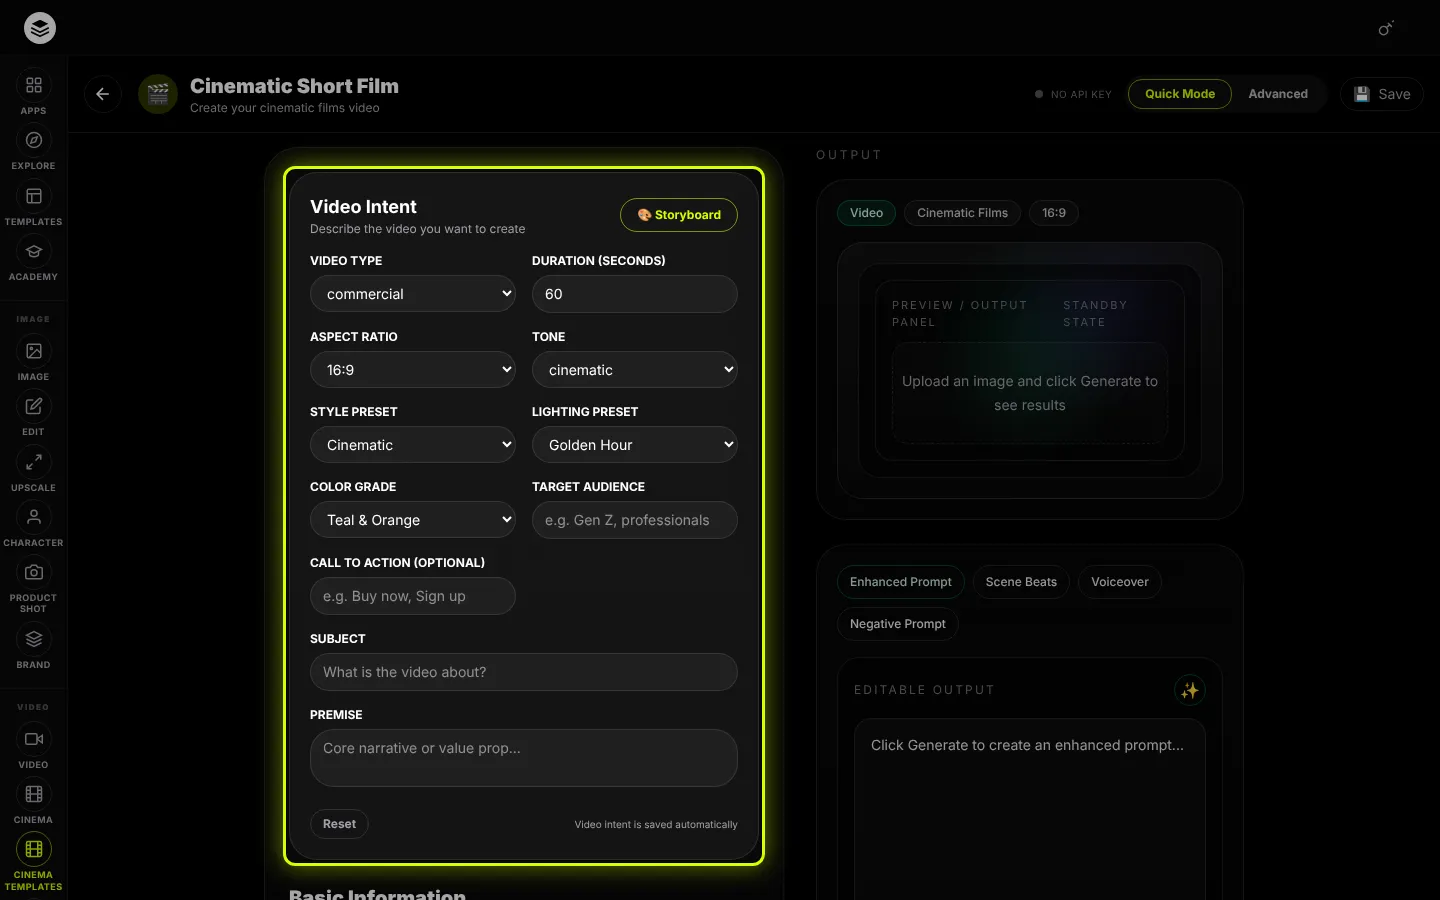 APPS
EXPLORE
TEMPLATES
ACADEMY
IMAGE
IMAGE
EDIT
UPSCALE
CHARACTER
PRODUCT
SHOT
BRAND
VIDEO
VIDEO
CINEMA
CINEMA
TEMPLATES
Cinematic Short Film
Create your cinematic films video
NO API KEY
Quick Mode
Advanced
Save
Video Intent
Describe the video you want to create
Storyboard
VIDEO TYPE
commercial
DURATION (SECONDS)
60
ASPECT RATIO
16:9
TONE
cinematic
STYLE PRESET
Cinematic
LIGHTING PRESET
Golden Hour
COLOR GRADE
Teal & Orange
TARGET AUDIENCE
e.g. Gen Z, professionals
CALL TO ACTION (OPTIONAL)
e.g. Buy now, Sign up
SUBJECT
What is the video about?
PREMISE
Core narrative or value prop...
Reset
Video intent is saved automatically
Basic Information
OUTPUT
Video
Cinematic Films
16:9
PREVIEW / OUTPUT
PANEL
STANDBY
STATE
Upload an image and click Generate to
see results
Enhanced Prompt
Scene Beats
Voiceover
Negative Prompt
EDITABLE OUTPUT
Click Generate to create an enhanced prompt...